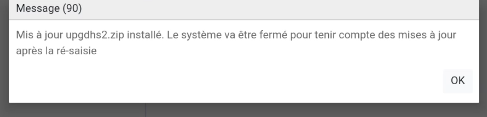 Message (90)
Mis à jour upgdhs2.zip installé. Le système va être fermé pour tenir compte des mises à jour
après la ré-saisie
OK